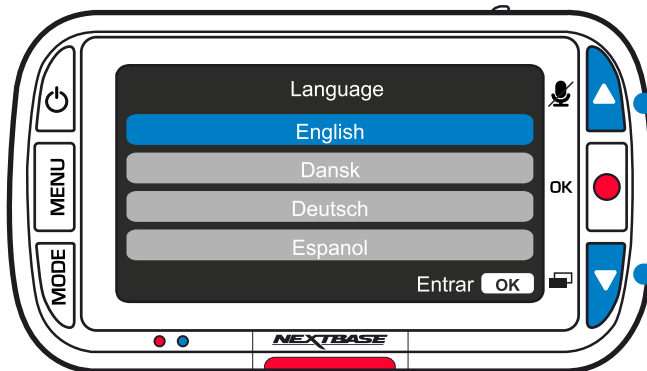 Language
English
Dansk
Deutsch
Espanol
Entrar OK
MENU
MODE
OK
NEXTBASE